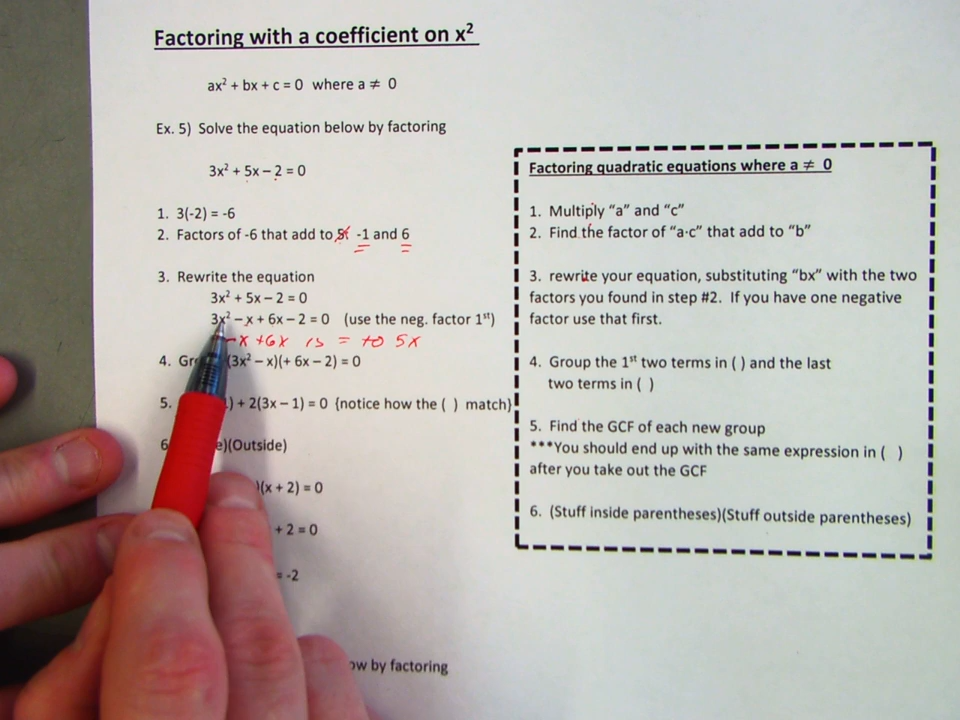 Factoring with a coefficient on x²
ax² + bx + c = 0 where a ≠ 0
Ex. 5) Solve the equation below by factoring
3x² + 5x – 2 = 0
1. 3(-2) = -6
2. Factors of -6 that add to 5: -1 and 6
3. Rewrite the equation
3x² + 5x – 2 = 0
3x² – x + 6x – 2 = 0 (use the neg. factor 1st)
-x +6x is = to 5x
4. (3x² – x)(+ 6x – 2) = 0
5. ) + 2(3x – 1) = 0 {notice how the ( ) match}
6 )(Outside)
)(x + 2) = 0
+ 2 = 0
= -2
by factoring
Factoring quadratic equations where a ≠ 0
1. Multiply “a” and “c”
2. Find the factor of “a·c” that add to “b”
3. rewrite your equation, substituting “bx” with the two
factors you found in step #2. If you have one negative
factor use that first.
4. Group the 1st two terms in ( ) and the last
two terms in ( )
5. Find the GCF of each new group
***You should end up with the same expression in ( )
after you take out the GCF
6. (Stuff inside parentheses)(Stuff outside parentheses)